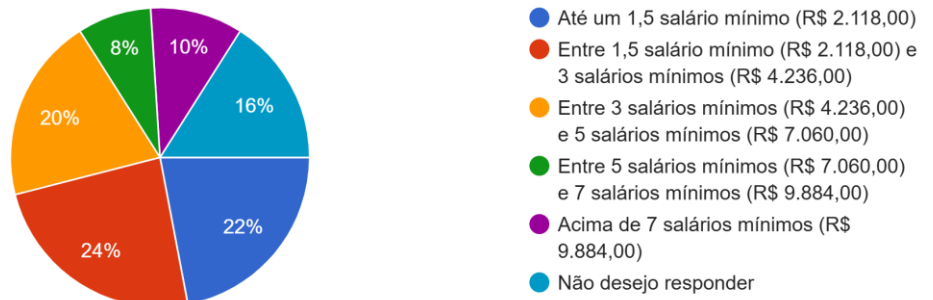 8%
10%
20%
16%
22%
24%
Até um 1,5 salário mínimo (R$ 2.118,00)
Entre 1,5 salário mínimo (R$ 2.118,00) e
3 salários mínimos (R$ 4.236,00)
Entre 3 salários mínimos (R$ 4.236,00)
e 5 salários mínimos (R$ 7.060,00)
Entre 5 salários mínimos (R$ 7.060,00)
e 7 salários mínimos (R$ 9.884,00)
Acima de 7 salários mínimos (R$
9.884,00)
Não desejo responder